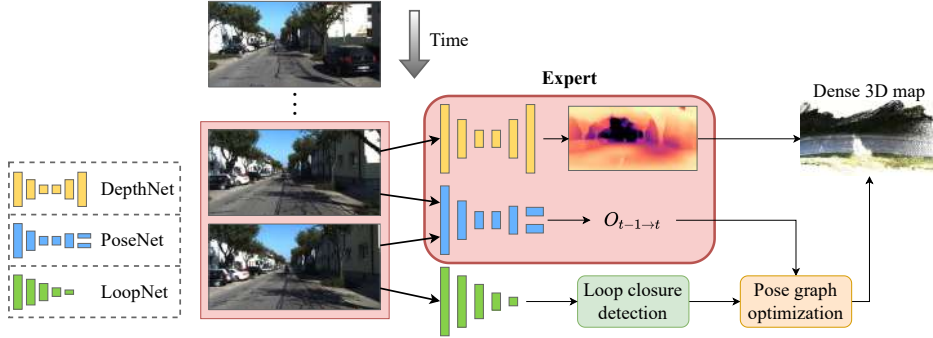 Time
Expert
Dense 3D map
DepthNet
PoseNet
LoopNet
O_{t−1→t}
Loop closure
detection
Pose graph
optimization